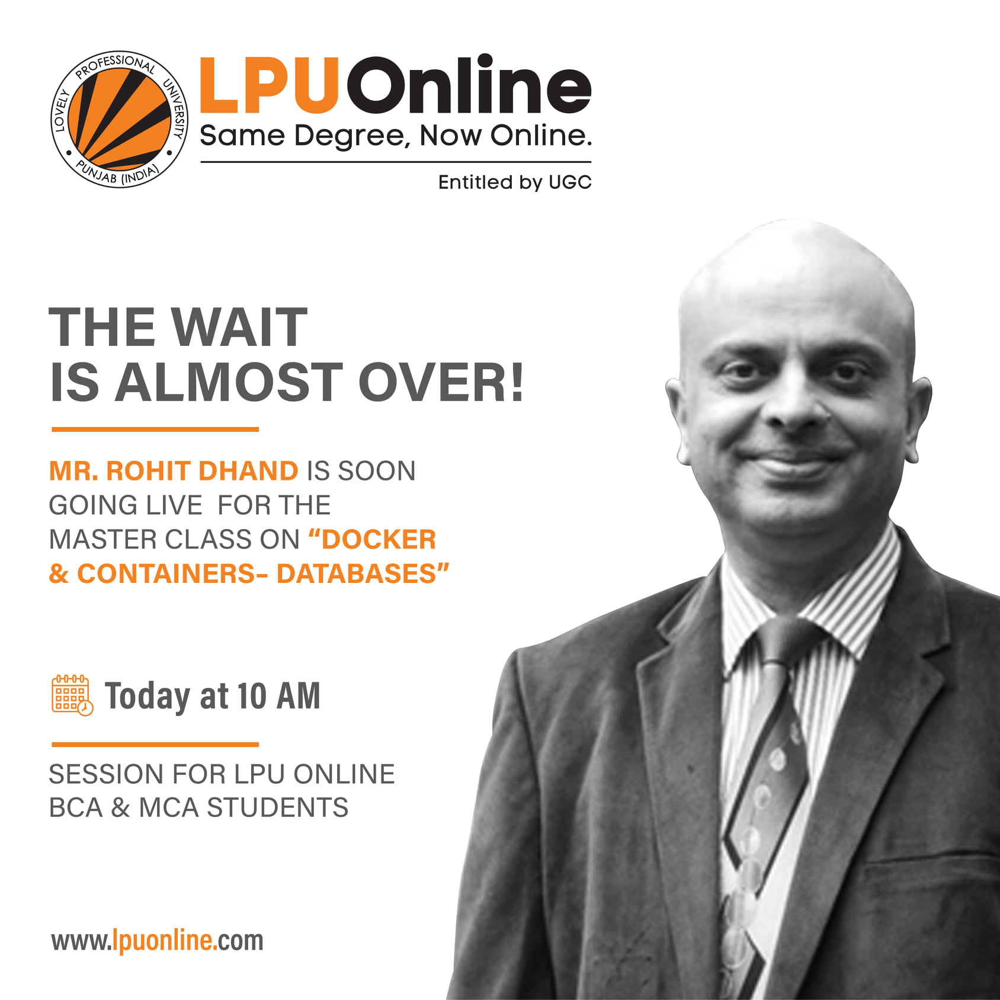 LOVELY PROFESSIONAL UNIVERSITY
• PUNJAB (INDIA) •
LPUOnline
Same Degree, Now Online.
Entitled by UGC
THE WAIT
IS ALMOST OVER!
MR. ROHIT DHAND IS SOON
GOING LIVE FOR THE
MASTER CLASS ON “DOCKER
& CONTAINERS– DATABASES”
Today at 10 AM
SESSION FOR LPU ONLINE
BCA & MCA STUDENTS
www.lpuonline.com